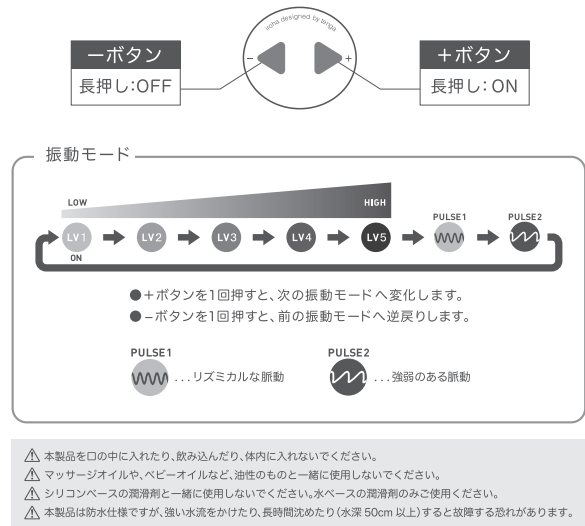 iroha designed by tenga
− +
−ボタン
長押し:OFF
+ボタン
長押し:ON
振動モード
LOW HIGH
PULSE1 PULSE2
LV1 LV2 LV3 LV4 LV5
ON
●+ボタンを1回押すと、次の振動モードへ変化します。
●−ボタンを1回押すと、前の振動モードへ逆戻りします。
PULSE1 PULSE2
...リズミカルな脈動 ...強弱のある脈動
本製品を口の中に入れたり、飲み込んだり、体内に入れないでください。
マッサージオイルや、ベビーオイルなど、油性のものと一緒に使用しないでください。
シリコンベースの潤滑剤と一緒に使用しないでください。水ベースの潤滑剤のみご使用ください。
本製品は防水仕様ですが、強い水流をかけたり、長時間沈めたり(水深 50cm 以上)すると故障する恐れがあります。